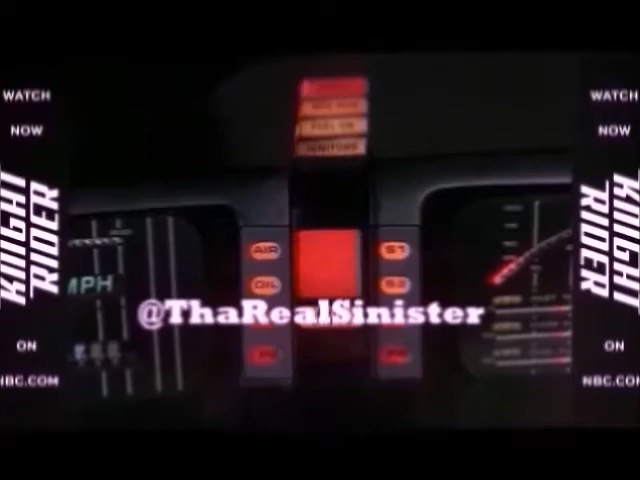 WATCH
NOW
KNIGHT
RIDER
ON
NBC.COM
FUEL ON
IGNITORS
AIR
OIL
S1
S2
MPH
@ThaRealSinister
WATCH
NOW
KNIGHT
RIDER
ON
NBC.COM